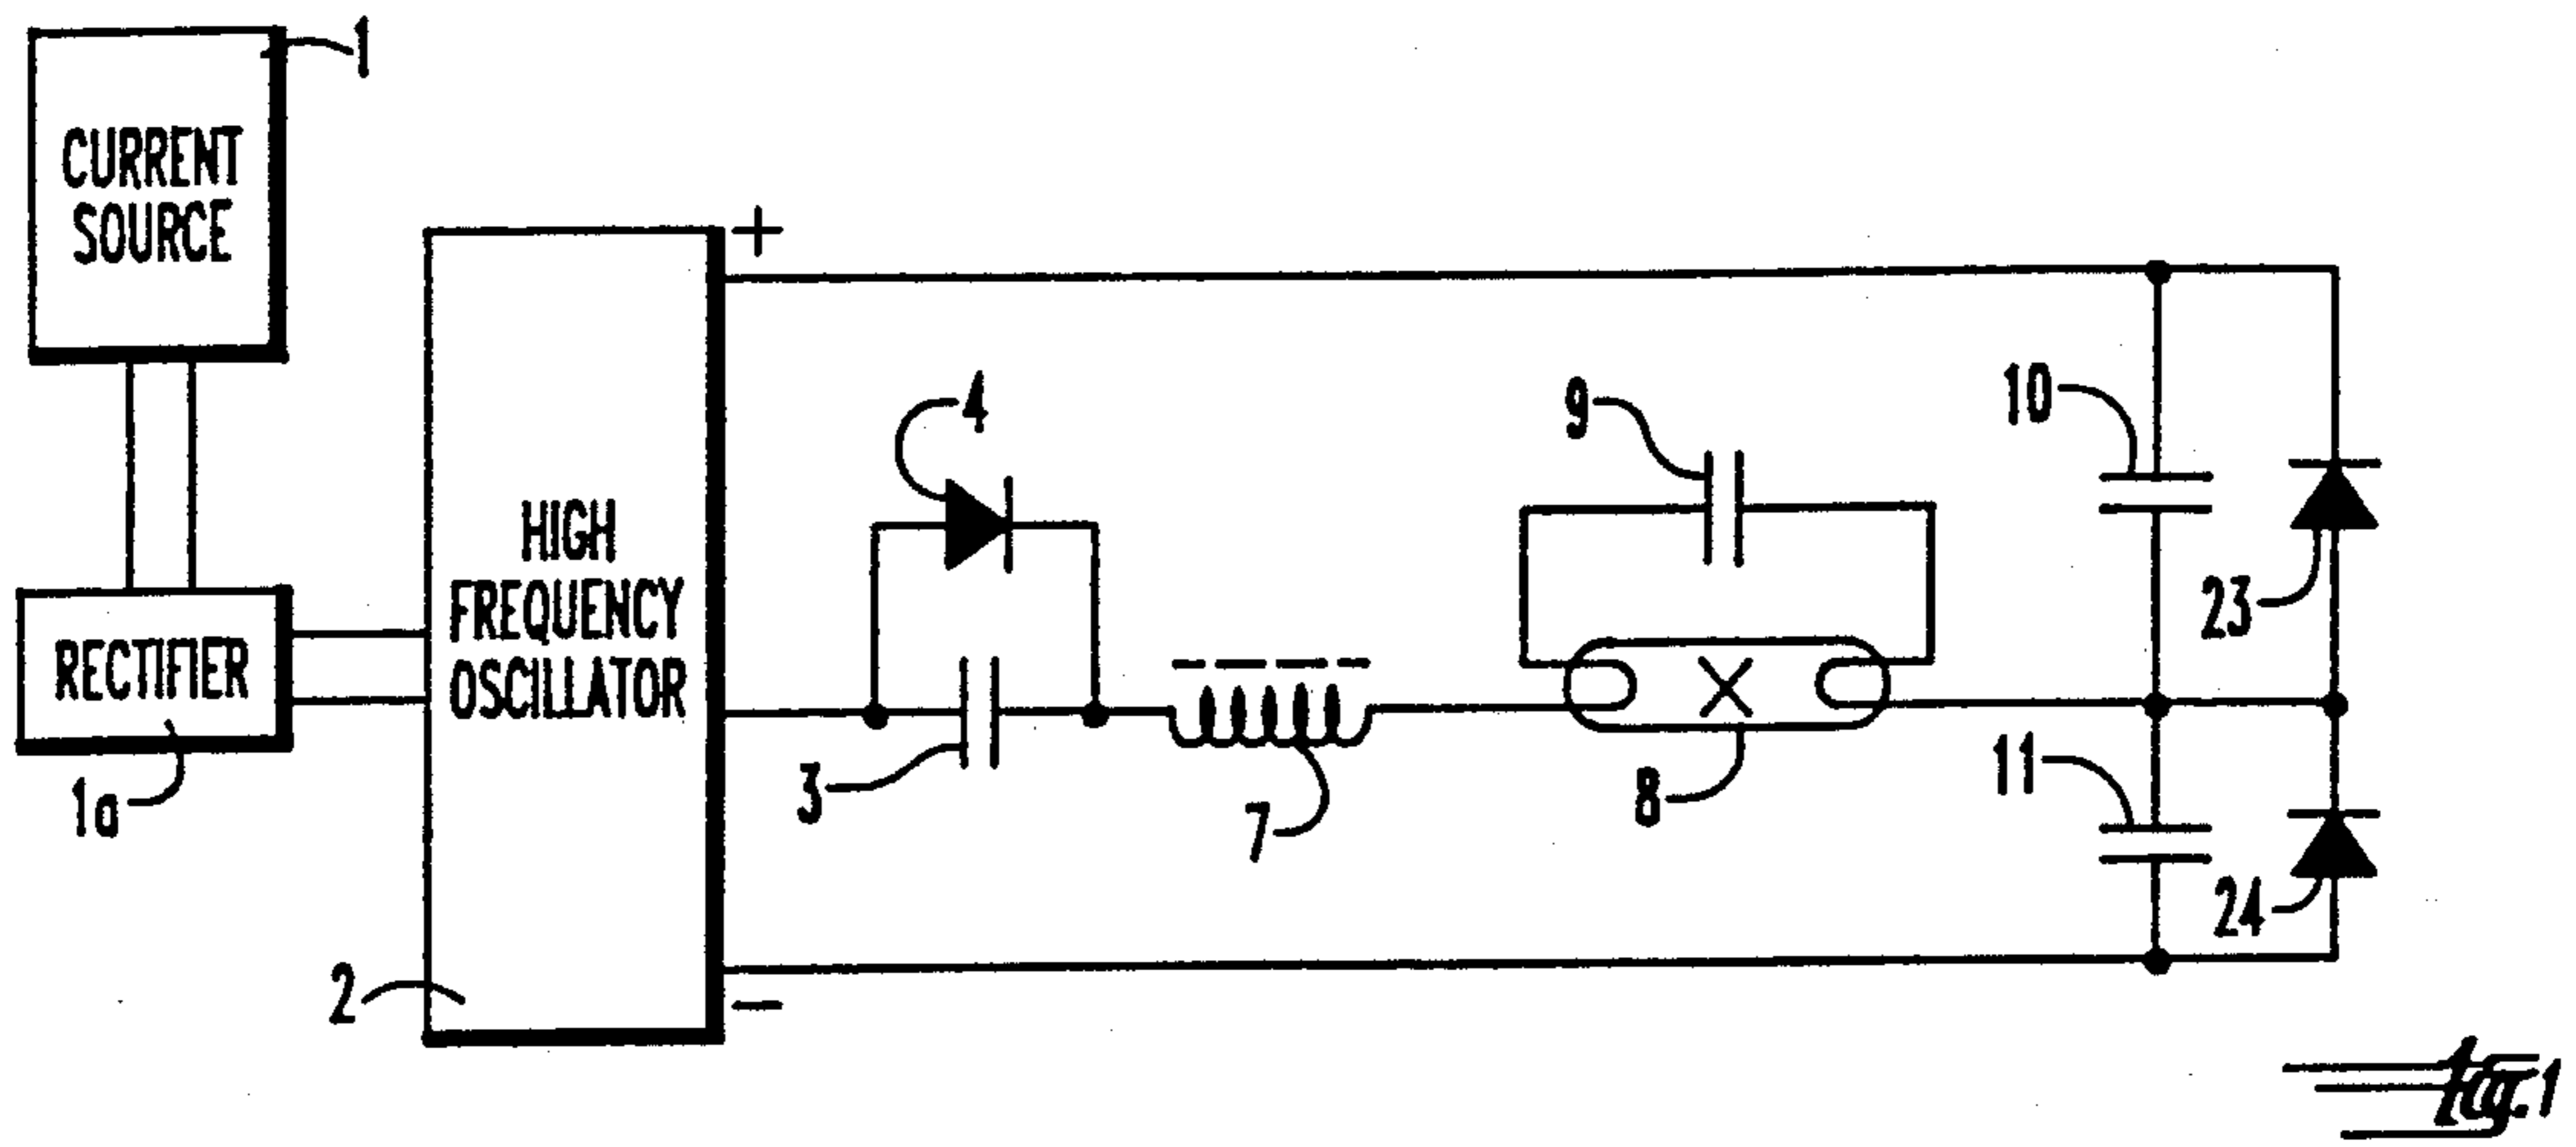 1
CURRENT
SOURCE
+
4
9
10
HIGH
FREQUENCY
OSCILLATOR
23
RECTIFIER
3
7
8
11
1a
24
2
−
Fig.1